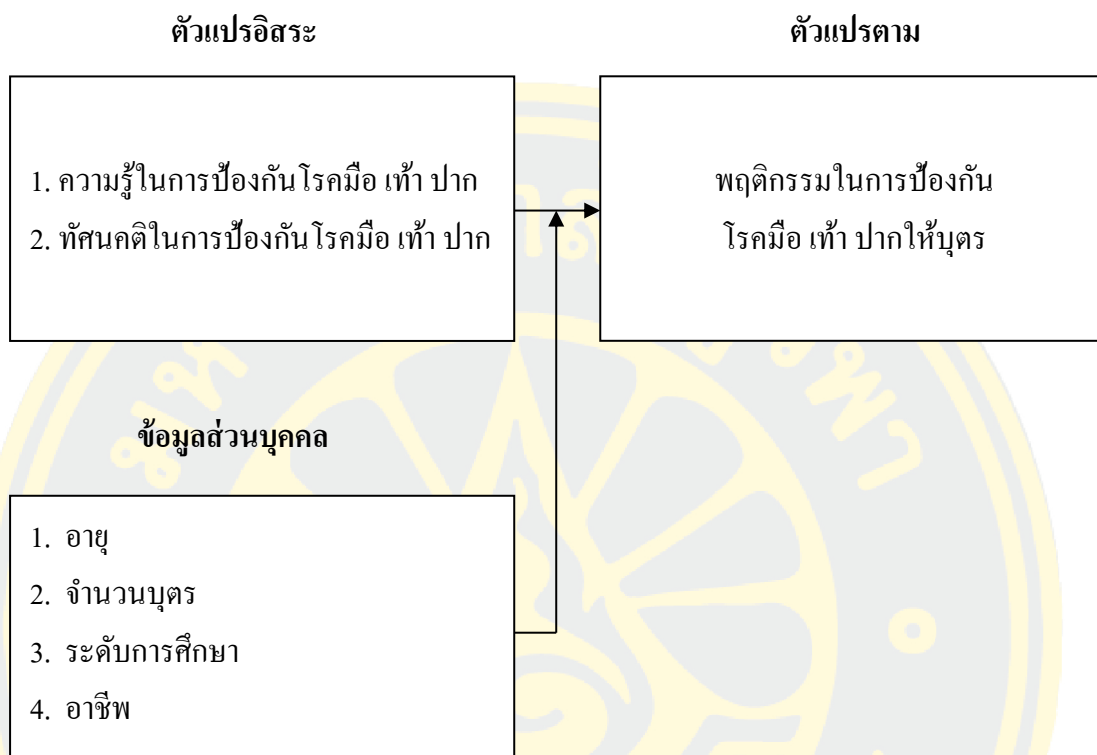 ตัวแปรอิสระ
ตัวแปรตาม
1. ความรู้ในการป้องกันโรคมือ เท้า ปาก
2. ทัศนคติในการป้องกันโรคมือ เท้า ปาก
พฤติกรรมในการป้องกัน
โรคมือ เท้า ปากให้บุตร
ข้อมูลส่วนบุคคล
1. อายุ
2. จำนวนบุตร
3. ระดับการศึกษา
4. อาชีพ